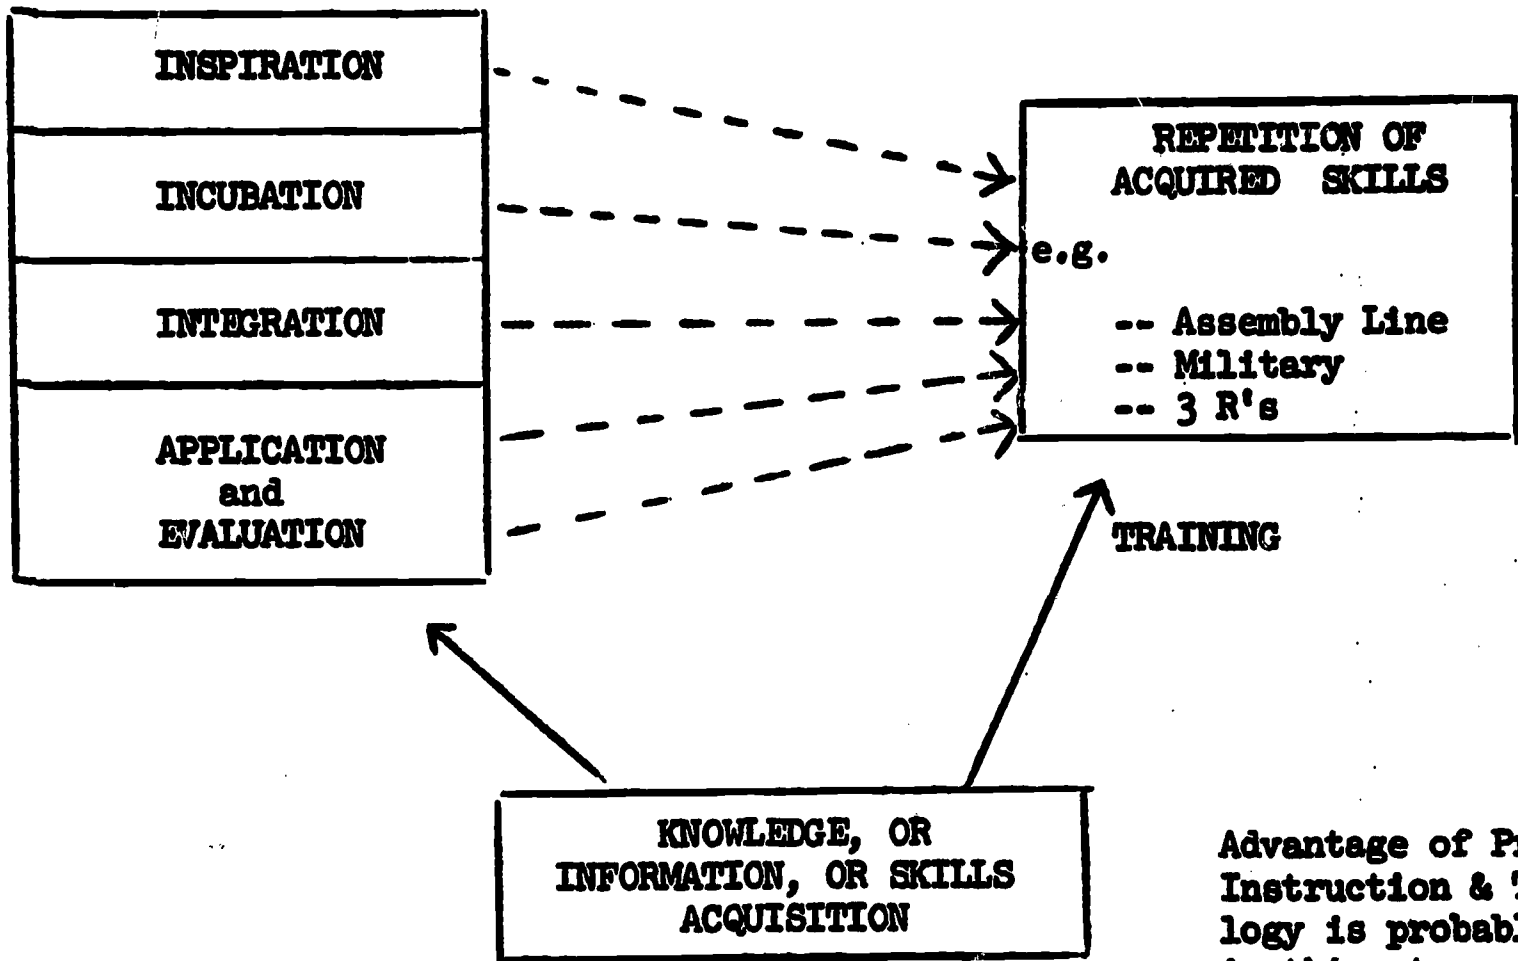 INSPIRATION
INCUBATION
INTEGRATION
APPLICATION
and
EVALUATION
REPETITION OF
ACQUIRED SKILLS
e.g.
-- Assembly Line
-- Military
-- 3 R's
TRAINING
KNOWLEDGE, OR
INFORMATION, OR SKILLS
ACQUISITION
Advantage of
Instruction &
logy is